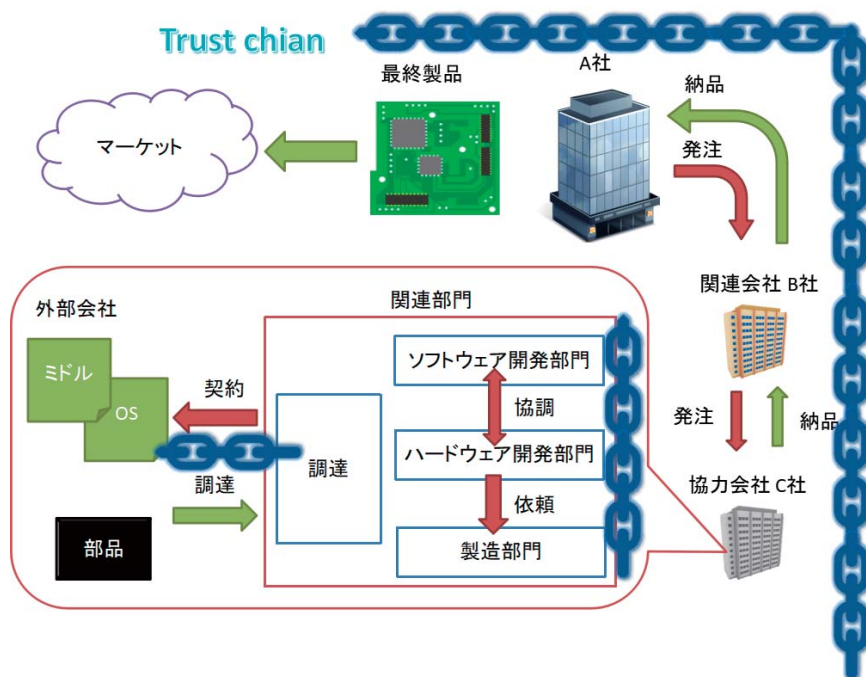 Trust chian
最終製品
A社
納品
マーケット
発注
関連会社 B社
外部会社
関連部門
ミドル
OS
契約
ソフトウェア開発部門
協調
発注
納品
調達
ハードウェア開発部門
調達
協力会社 C社
依頼
部品
製造部門